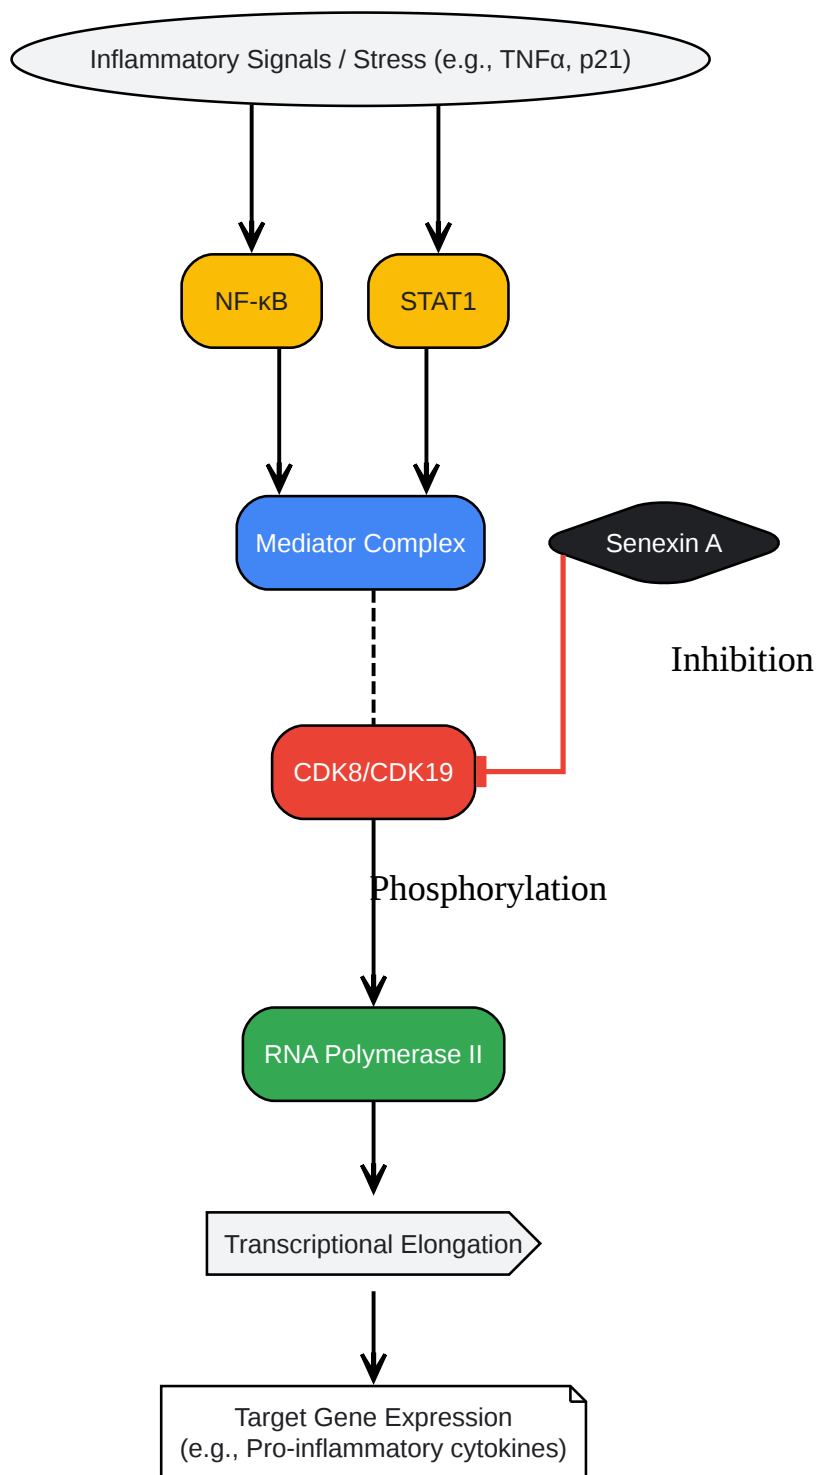 Inflammatory Signals / Stress (e.g., TNFα, p21)
NF-κB
STAT1
Mediator Complex
Senexin A
Inhibition
CDK8/CDK19
Phosphorylation
RNA Polymerase II
Transcriptional Elongation
Target Gene Expression
(e.g., Pro-inflammatory cytokines)